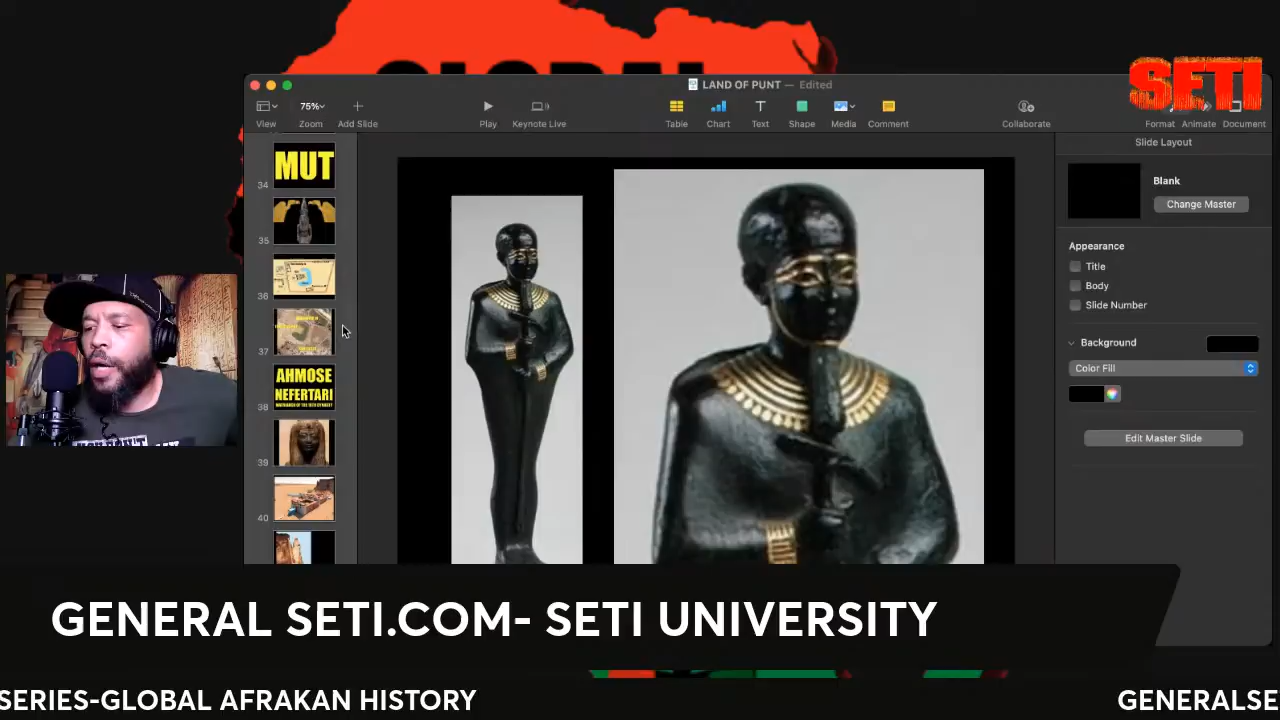 LAND OF PUNT — Edited
SETI
75%
View
Zoom
Add Slide
Play
Keynote Live
Table
Chart
Text
Shape
Media
Comment
Collaborate
Format
Animate
Document
MUT
34
35
36
37
AHMOSE
NEFERTARI
38
39
40
Slide Layout
Blank
Change Master
Appearance
Title
Body
Slide Number
Background
Color Fill
Edit Master Slide
GENERAL SETI.COM- SETI UNIVERSITY
SERIES-GLOBAL AFRAKAN HISTORY
GENERALSE